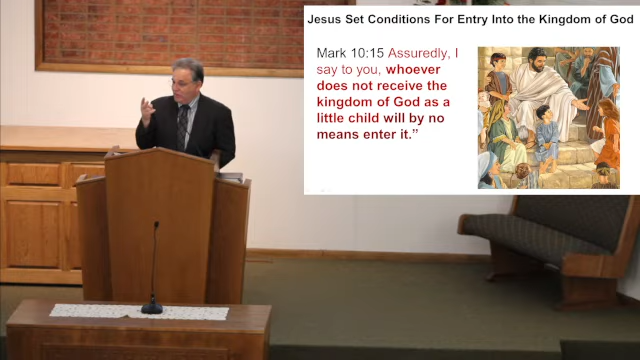 Jesus Set Conditions For Entry Into the Kingdom of God
Mark 10:15 Assuredly, I
say to you, whoever
does not receive the
kingdom of God as a
little child will by no
means enter it.”